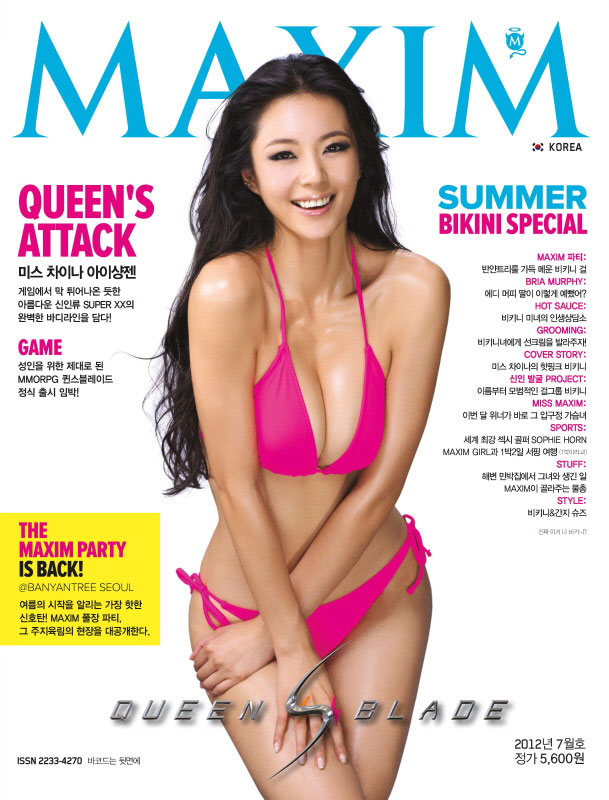 MAXIM
M
KOREA
QUEEN'S
ATTACK
미스 차이나 아이샹젠
게임에서 막 튀어나온 듯한
아름다운 신인류 SUPER XX의
완벽한 바디라인을 담다!
GAME
성인을 위한 제대로 된
MMORPG 퀸스블레이드
정식 출시 임박!
SUMMER
BIKINI SPECIAL
MAXIM 파티:
반얀트리를 가득 메운 비키니 걸
BRIA MURPHY:
에디 머피 딸이 이렇게 예뻤어?
HOT SAUCE:
비키니 미녀의 인생상담소
GROOMING:
비키니녀에게 선크림을 발라주자!
COVER STORY:
미스 차이나의 핫핑크 비키니
신인 발굴 PROJECT:
이름부터 모범적인 걸그룹 비키니
MISS MAXIM:
이번 달 위너가 바로 그 압구정 가슴녀
SPORTS:
세계 최강 섹시 골퍼 SOPHIE HORN
MAXIM GIRL과 1박2일 서핑 여행
STUFF:
해변 민박집에서 그녀와 생긴 일
MAXIM이 골라주는 물총
STYLE:
비키니&간지 슈즈
진짜 이게 다 비키니?
THE
MAXIM PARTY
IS BACK!
@BANYANTREE SEOUL
여름의 시작을 알리는 가장 핫한
신호탄! MAXIM 풀장 파티,
그 주지육림의 현장을 대공개한다.
QUEEN S BLADE
2012년 7월호
정가 5,600원
ISSN 2233-4270 바코드는 뒷면에